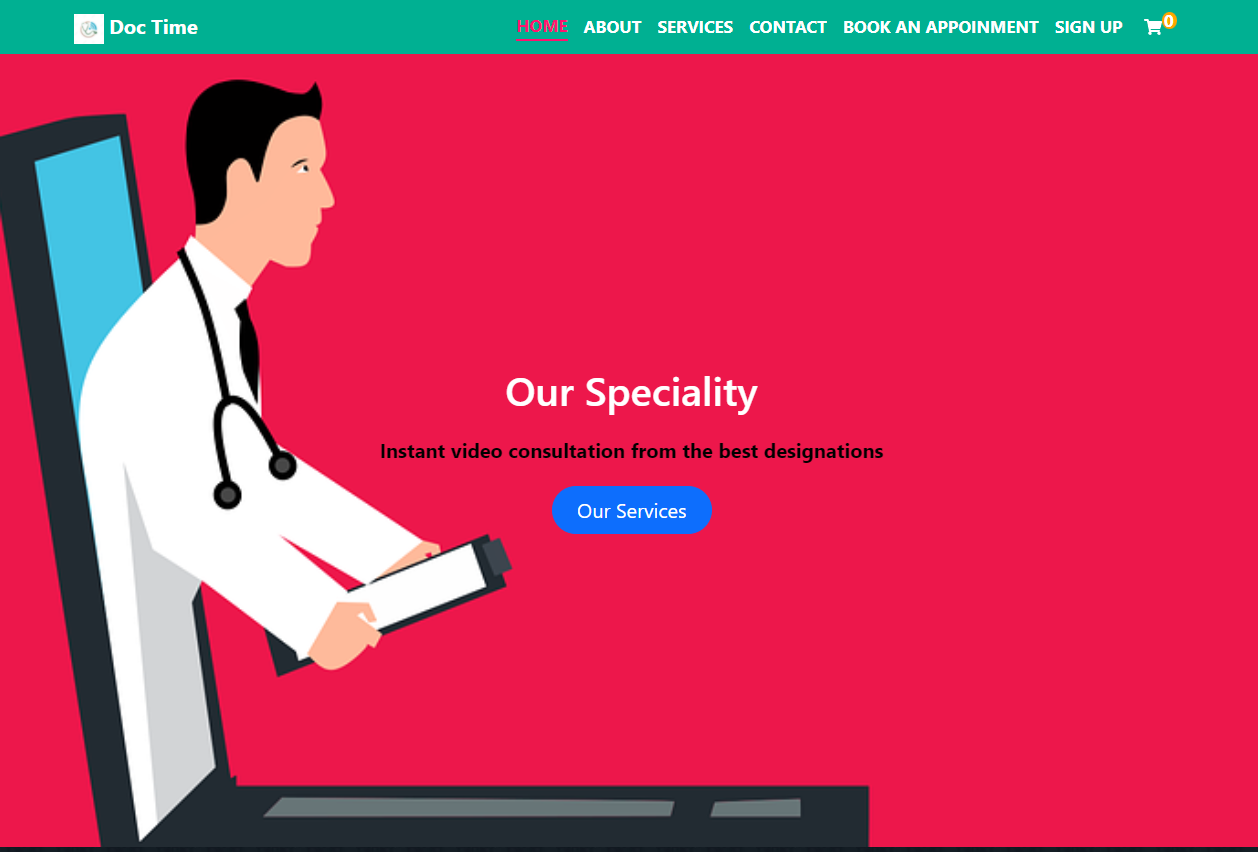 Doc Time
HOME ABOUT SERVICES CONTACT BOOK AN APPOINMENT SIGN UP 0
Our Speciality
Instant video consultation from the best designations
Our Services